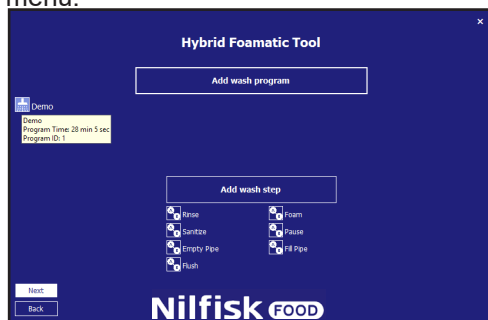 menu.
×
Hybrid Foamatic Tool
Add wash program
Demo
Demo
Program Time: 28 min 5 sec
Program ID: 1
Add wash step
Rinse
Foam
Sanitize
Pause
Empty Pipe
Fill Pipe
Flush
Next
Back
Nilfisk FOOD